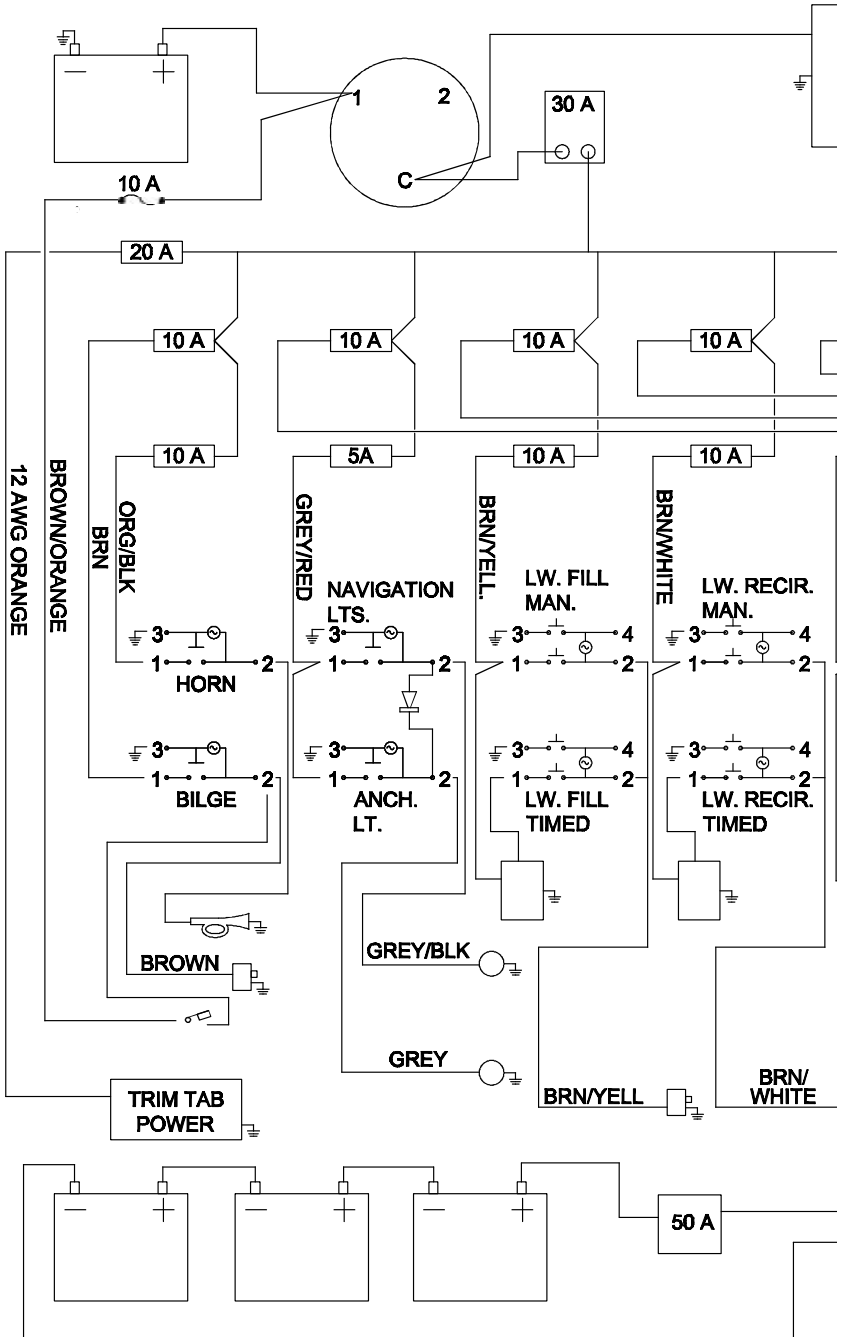 1 2
30 A
C
10 A
20 A
10 A 10 A 10 A 10 A
10 A 5A 10 A 10 A
12 AWG ORANGE
BROWN/ORANGE
BRN
ORG/BLK
GREY/RED
BRN/YELL.
BRN/WHITE
NAVIGATION
LTS.
LW. FILL
MAN.
LW. RECIR.
MAN.
3 3 3 4 3 4
1 2 1 2 1 2 1 2
HORN
3 3 3 4 3 4
1 2 1 2 1 2 1 2
BILGE
ANCH.
LT.
LW. FILL
TIMED
LW. RECIR.
TIMED
GREY/BLK
BROWN
GREY
BRN/YELL
BRN/
WHITE
TRIM TAB
POWER
50 A